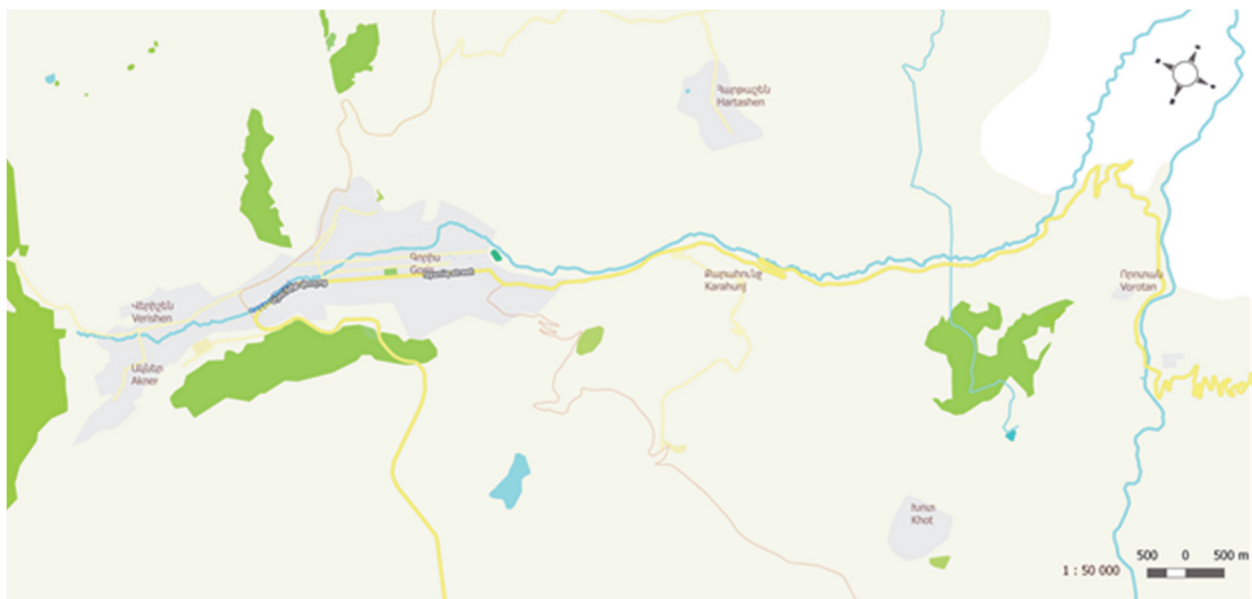 Հարթաշեն
Hartashen
Գորիս
Goris
Քարահունջ
Karahunj
Որոտան
Vorotan
Վերիշեն
Verishen
Ակներ
Akner
Խոտ
Khot
500 0 500 m
1 : 50 000